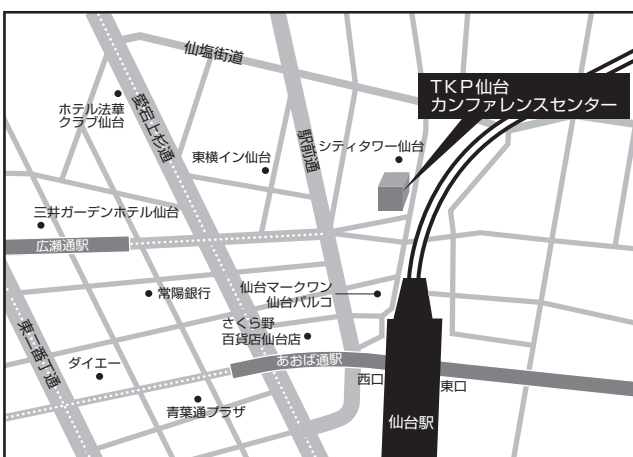 仙塩街道
TKP仙台
カンファレンスセンター
ホテル法華
クラブ仙台
愛宕上杉通
駅前通
シティタワー仙台
東横イン仙台
三井ガーデンホテル仙台
広瀬通駅
仙台マークワン
仙台パルコ
常陽銀行
さくら野
百貨店仙台店
東二番丁通
ダイエー
あおば通駅
西口
東口
青葉通プラザ
仙台駅